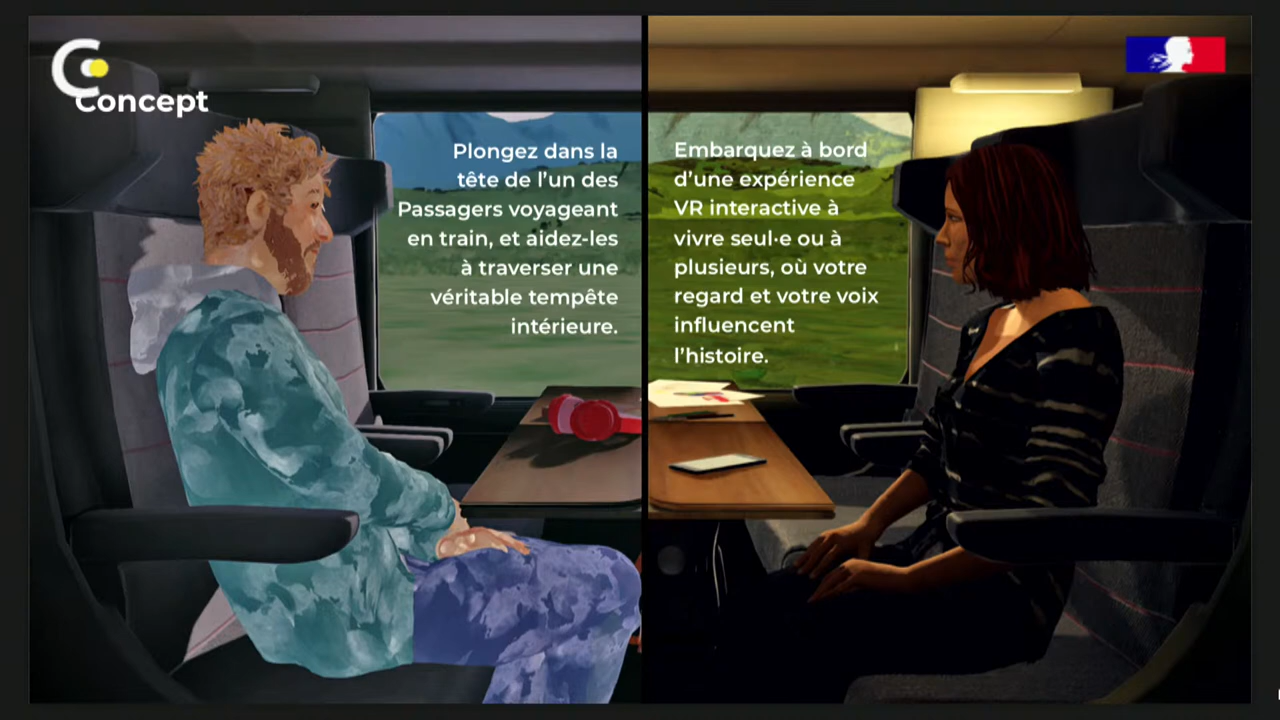 Concept
Plongez dans la
tête de l’un des
Passagers voyageant
en train, et aidez-les
à traverser une
véritable tempête
intérieure.
Embarquez à bord
d’une expérience
VR interactive à
vivre seul·e ou à
plusieurs, où votre
regard et votre voix
influencent
l’histoire.